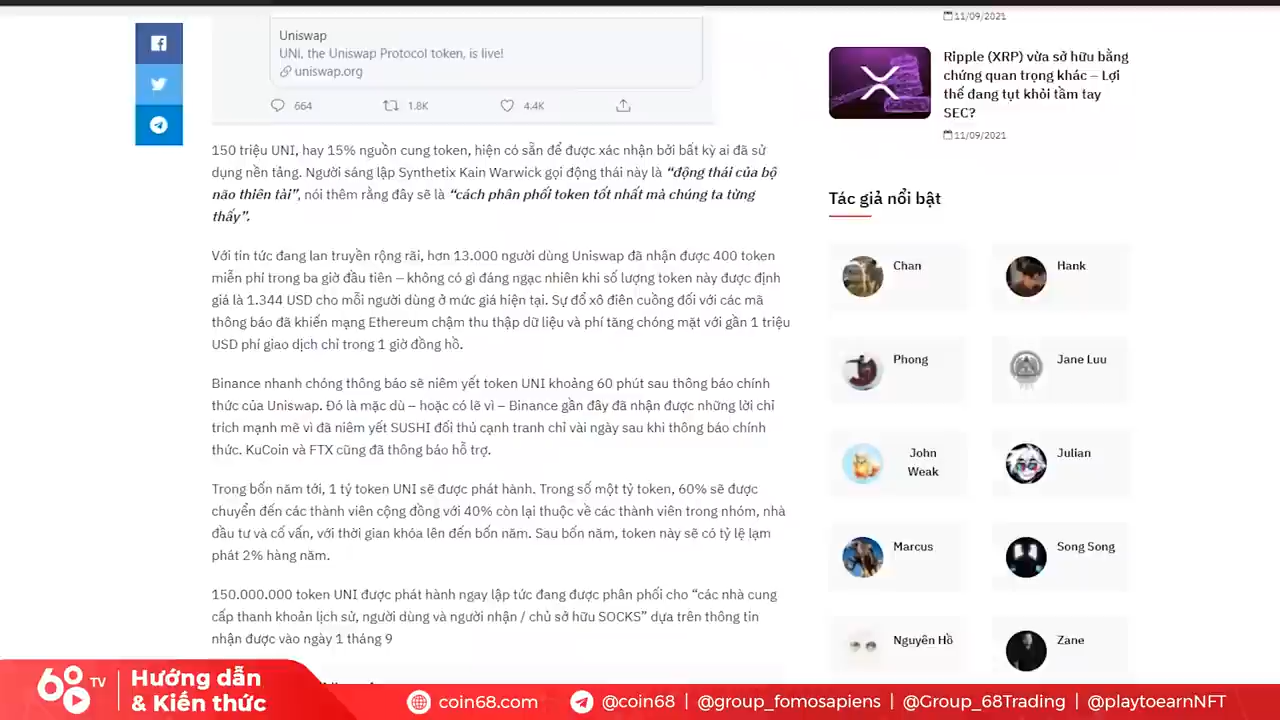 Uniswap
UNI, the Uniswap Protocol token, is live!
uniswap.org
664
1.8K
4.4K
150 triệu UNI, hay 15% nguồn cung token, hiện có sẵn để được xác nhận bởi bất kỳ ai đã sử
dụng nền tảng. Người sáng lập Synthetix Kain Warwick gọi động thái này là “động thái của bộ
não thiên tài”, nói thêm rằng đây sẽ là “cách phân phối token tốt nhất mà chúng ta từng
thấy”.
Với tin tức đang lan truyền rộng rãi, hơn 13.000 người dùng Uniswap đã nhận được 400 token
miễn phí trong ba giờ đầu tiên – không có gì đáng ngạc nhiên khi số lượng token này được định
giá là 1.344 USD cho mỗi người dùng ở mức giá hiện tại. Sự đổ xô điên cuồng đối với các mã
thông báo đã khiến mạng Ethereum chậm thu thập dữ liệu và phí tăng chóng mặt với gần 1 triệu
USD phí giao dịch chỉ trong 1 giờ đồng hồ.
Binance nhanh chóng thông báo sẽ niêm yết token UNI khoảng 60 phút sau thông báo chính
thức của Uniswap. Đó là mặc dù – hoặc có lẽ vì – Binance gần đây đã nhận được những lời chỉ
trích mạnh mẽ vì đã niêm yết SUSHI đối thủ cạnh tranh chỉ vài ngày sau khi thông báo chính
thức. KuCoin và FTX cũng đã thông báo hỗ trợ.
Trong bốn năm tới, 1 tỷ token UNI sẽ được phát hành. Trong số một tỷ token, 60% sẽ được
chuyển đến các thành viên cộng đồng với 40% còn lại thuộc về các thành viên trong nhóm, nhà
đầu tư và cố vấn, với thời gian khóa lên đến bốn năm. Sau bốn năm, token này sẽ có tỷ lệ lạm
phát 2% hàng năm.
150.000.000 token UNI được phát hành ngay lập tức đang được phân phối cho “các nhà cung
cấp thanh khoản lịch sử, người dùng và người nhận / chủ sở hữu SOCKS” dựa trên thông tin
nhận được vào ngày 1 tháng 9
11/09/2021
Ripple (XRP) vừa sở hữu bằng
chứng quan trọng khác – Lợi
thế đang tụt khỏi tầm tay
SEC?
11/09/2021
Tác giả nổi bật
Chan
Hank
Phong
Jane Luu
John
Weak
Julian
Marcus
Song Song
Nguyên Hồ
Zane
68 TV
Hướng dẫn
& Kiến thức
coin68.com
@coin68 | @group_fomosapiens | @Group_68Trading | @playtoearnNFT